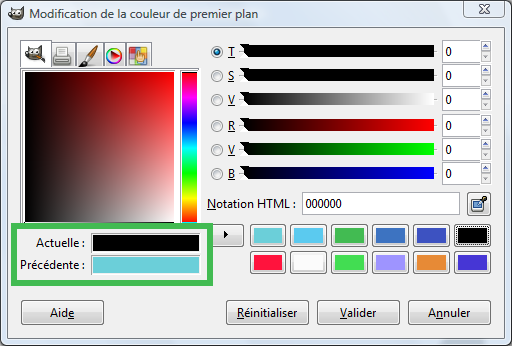 Modification de la couleur de premier plan
T 0
S 0
V 0
R 0
V 0
B 0
Notation HTML : 000000
Actuelle :
Précédente :
Aide
Réinitialiser
Valider
Annuler